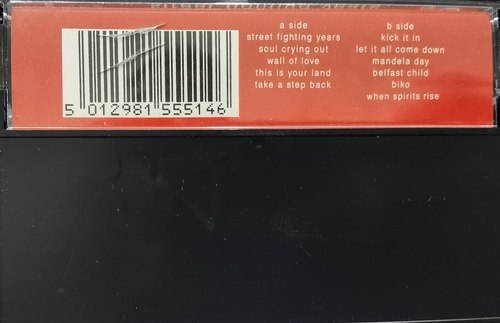 a side
street fighting years
soul crying out
wall of love
this is your land
take a step back
b side
kick it in
let it all come down
mandela day
belfast child
biko
when spirits rise
5 012981 555146